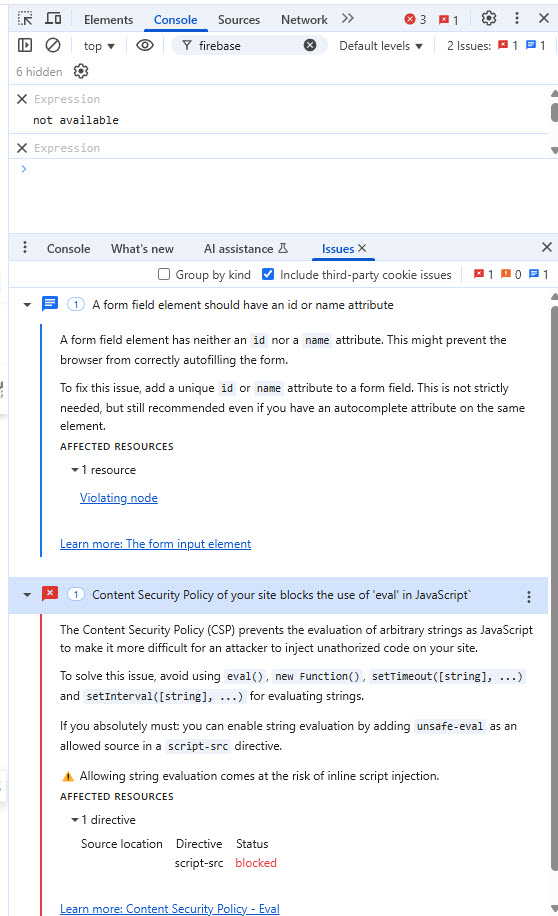 Elements Console Sources Network 3 1
top firebase Default levels 2 Issues: 1 1
6 hidden
Expression
not available
Expression
Console What's new AI assistance Issues
Group by kind Include third-party cookie issues 1 0 1
1 A form field element should have an id or name attribute
A form field element has neither an id nor a name attribute. This might prevent the
browser from correctly autofilling the form.
To fix this issue, add a unique id or name attribute to a form field. This is not strictly
needed, but still recommended even if you have an autocomplete attribute on the same
element.
AFFECTED RESOURCES
1 resource
Violating node
Learn more: The form input element
1 Content Security Policy of your site blocks the use of 'eval' in JavaScript`
The Content Security Policy (CSP) prevents the evaluation of arbitrary strings as JavaScript
to make it more difficult for an attacker to inject unathorized code on your site.
To solve this issue, avoid using eval(), new Function(), setTimeout([string], ...)
and setInterval([string], ...) for evaluating strings.
If you absolutely must: you can enable string evaluation by adding unsafe-eval as an
allowed source in a script-src directive.
Allowing string evaluation comes at the risk of inline script injection.
AFFECTED RESOURCES
1 directive
Source location Directive Status
script-src blocked
Learn more: Content Security Policy - Eval